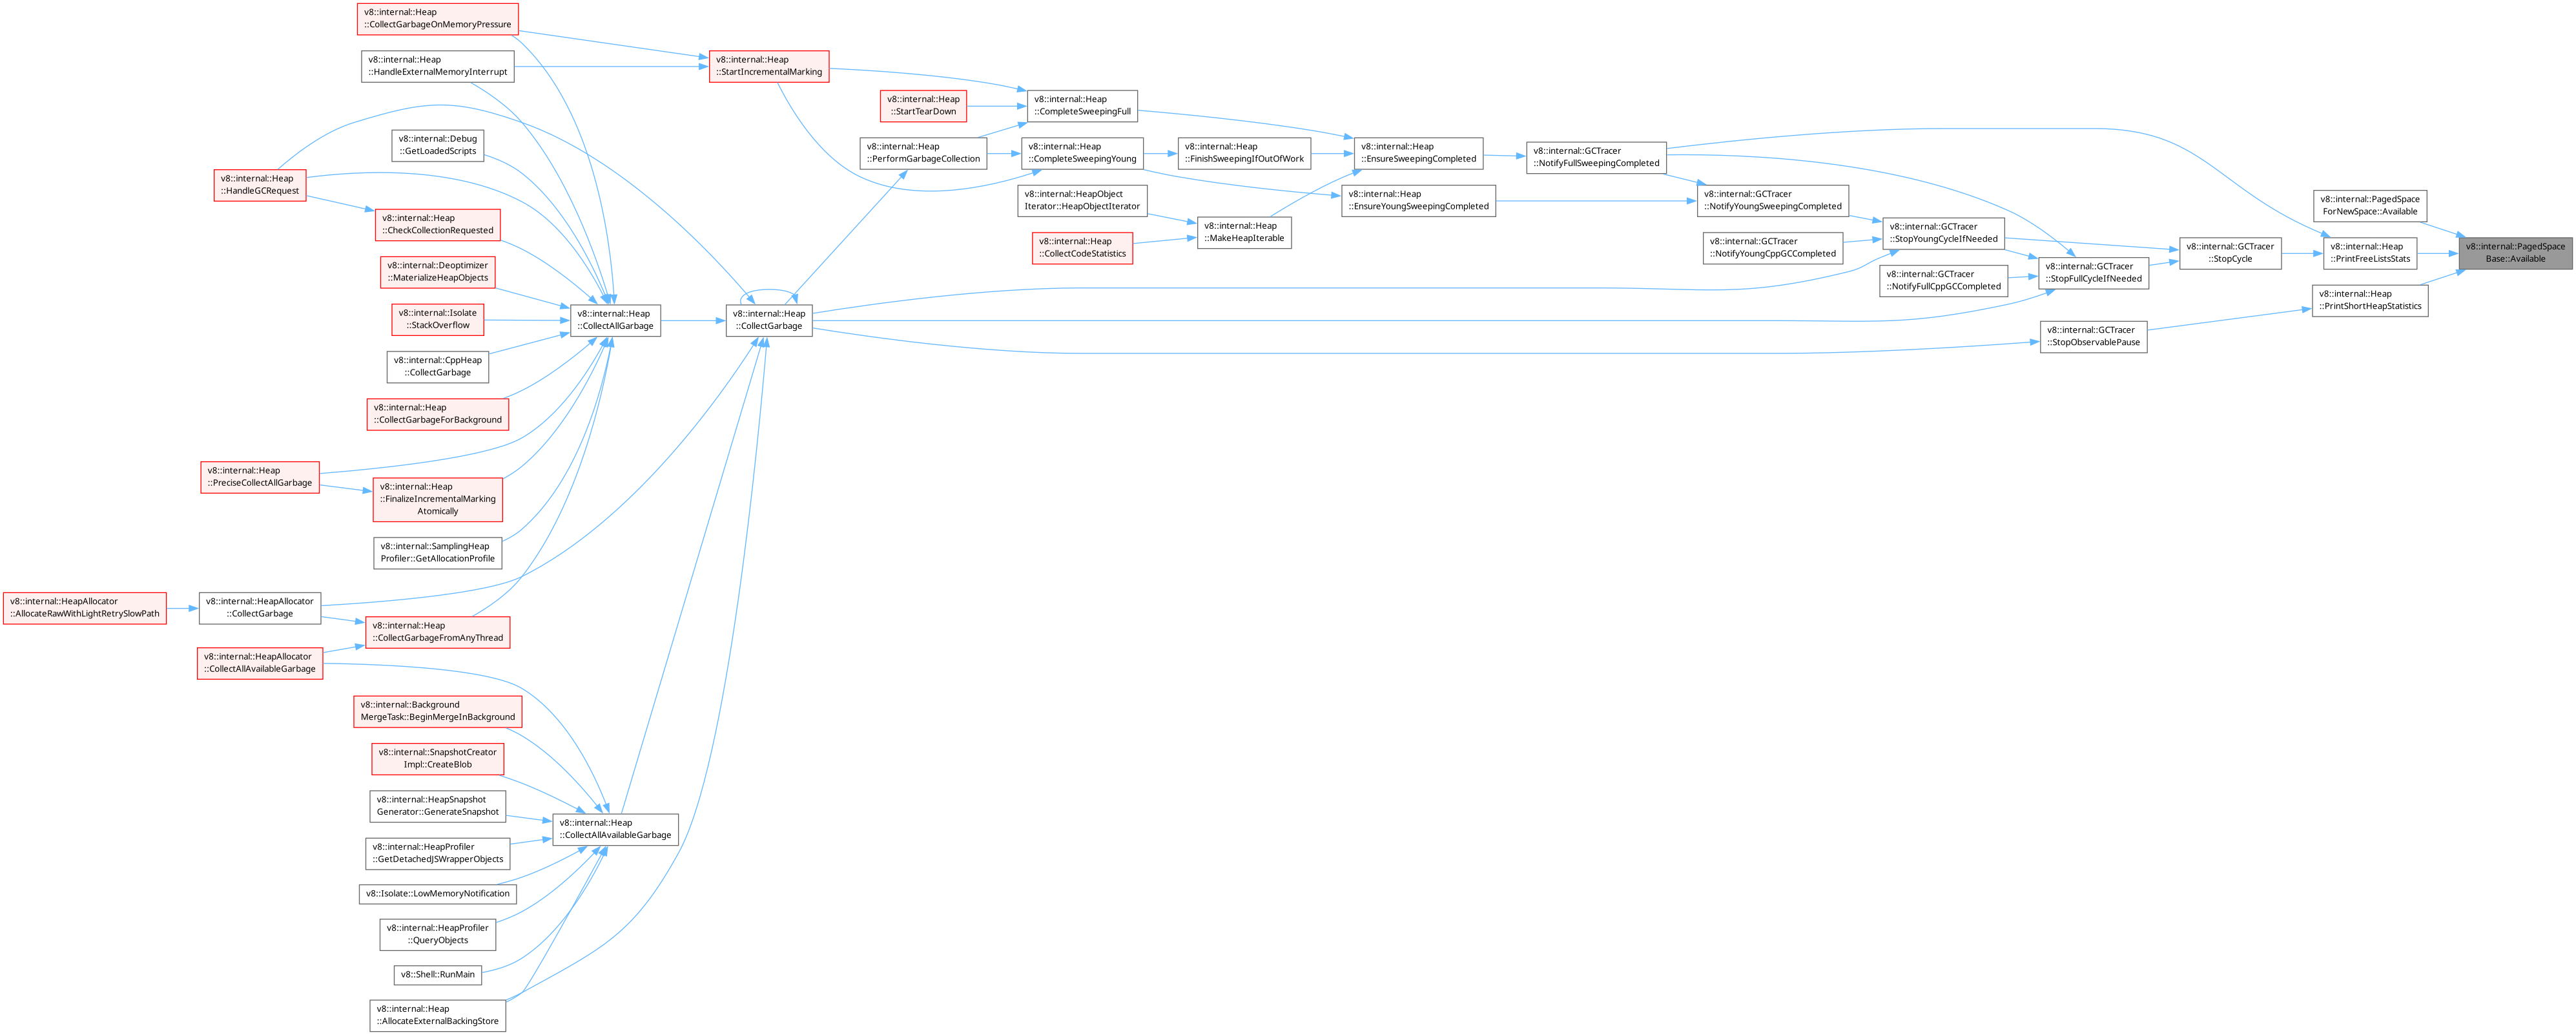 v8::internal::Heap
::CollectGarbageOnMemoryPressure
v8::internal::Heap
::HandleExternalMemoryInterrupt
v8::internal::Heap
::StartIncrementalMarking
v8::internal::Heap
::StartTearDown
v8::internal::Heap
::CompleteSweepingFull
v8::internal::Debug
::GetLoadedScripts
v8::internal::Heap
::PerformGarbageCollection
v8::internal::Heap
::CompleteSweepingYoung
v8::internal::Heap
::FinishSweepingIfOutOfWork
v8::internal::Heap
::EnsureSweepingCompleted
v8::internal::GCTracer
::NotifyFullSweepingCompleted
v8::internal::Heap
::HandleGCRequest
v8::internal::HeapObject
Iterator::HeapObjectIterator
v8::internal::Heap
::EnsureYoungSweepingCompleted
v8::internal::GCTracer
::NotifyYoungSweepingCompleted
v8::internal::PagedSpace
ForNewSpace::Available
v8::internal::Heap
::CheckCollectionRequested
v8::internal::Heap
::CollectCodeStatistics
v8::internal::Heap
::MakeHeapIterable
v8::internal::GCTracer
::NotifyYoungCppGCCompleted
v8::internal::GCTracer
::StopYoungCycleIfNeeded
v8::internal::GCTracer
::StopCycle
v8::internal::Heap
::PrintFreeListsStats
v8::internal::PagedSpace
Base::Available
v8::internal::Deoptimizer
::MaterializeHeapObjects
v8::internal::GCTracer
::NotifyFullCppGCCompleted
v8::internal::GCTracer
::StopFullCycleIfNeeded
v8::internal::Heap
::PrintShortHeapStatistics
v8::internal::Isolate
::StackOverflow
v8::internal::Heap
::CollectAllGarbage
v8::internal::Heap
::CollectGarbage
v8::internal::GCTracer
::StopObservablePause
v8::internal::CppHeap
::CollectGarbage
v8::internal::Heap
::CollectGarbageForBackground
v8::internal::Heap
::PreciseCollectAllGarbage
v8::internal::Heap
::FinalizeIncrementalMarking
Atomically
v8::internal::SamplingHeap
Profiler::GetAllocationProfile
v8::internal::HeapAllocator
::AllocateRawWithLightRetrySlowPath
v8::internal::HeapAllocator
::CollectGarbage
v8::internal::Heap
::CollectGarbageFromAnyThread
v8::internal::HeapAllocator
::CollectAllAvailableGarbage
v8::internal::Background
MergeTask::BeginMergeInBackground
v8::internal::SnapshotCreator
Impl::CreateBlob
v8::internal::HeapSnapshot
Generator::GenerateSnapshot
v8::internal::Heap
::CollectAllAvailableGarbage
v8::internal::HeapProfiler
::GetDetachedJSWrapperObjects
v8::Isolate::LowMemoryNotification
v8::internal::HeapProfiler
::QueryObjects
v8::Shell::RunMain
v8::internal::Heap
::AllocateExternalBackingStore